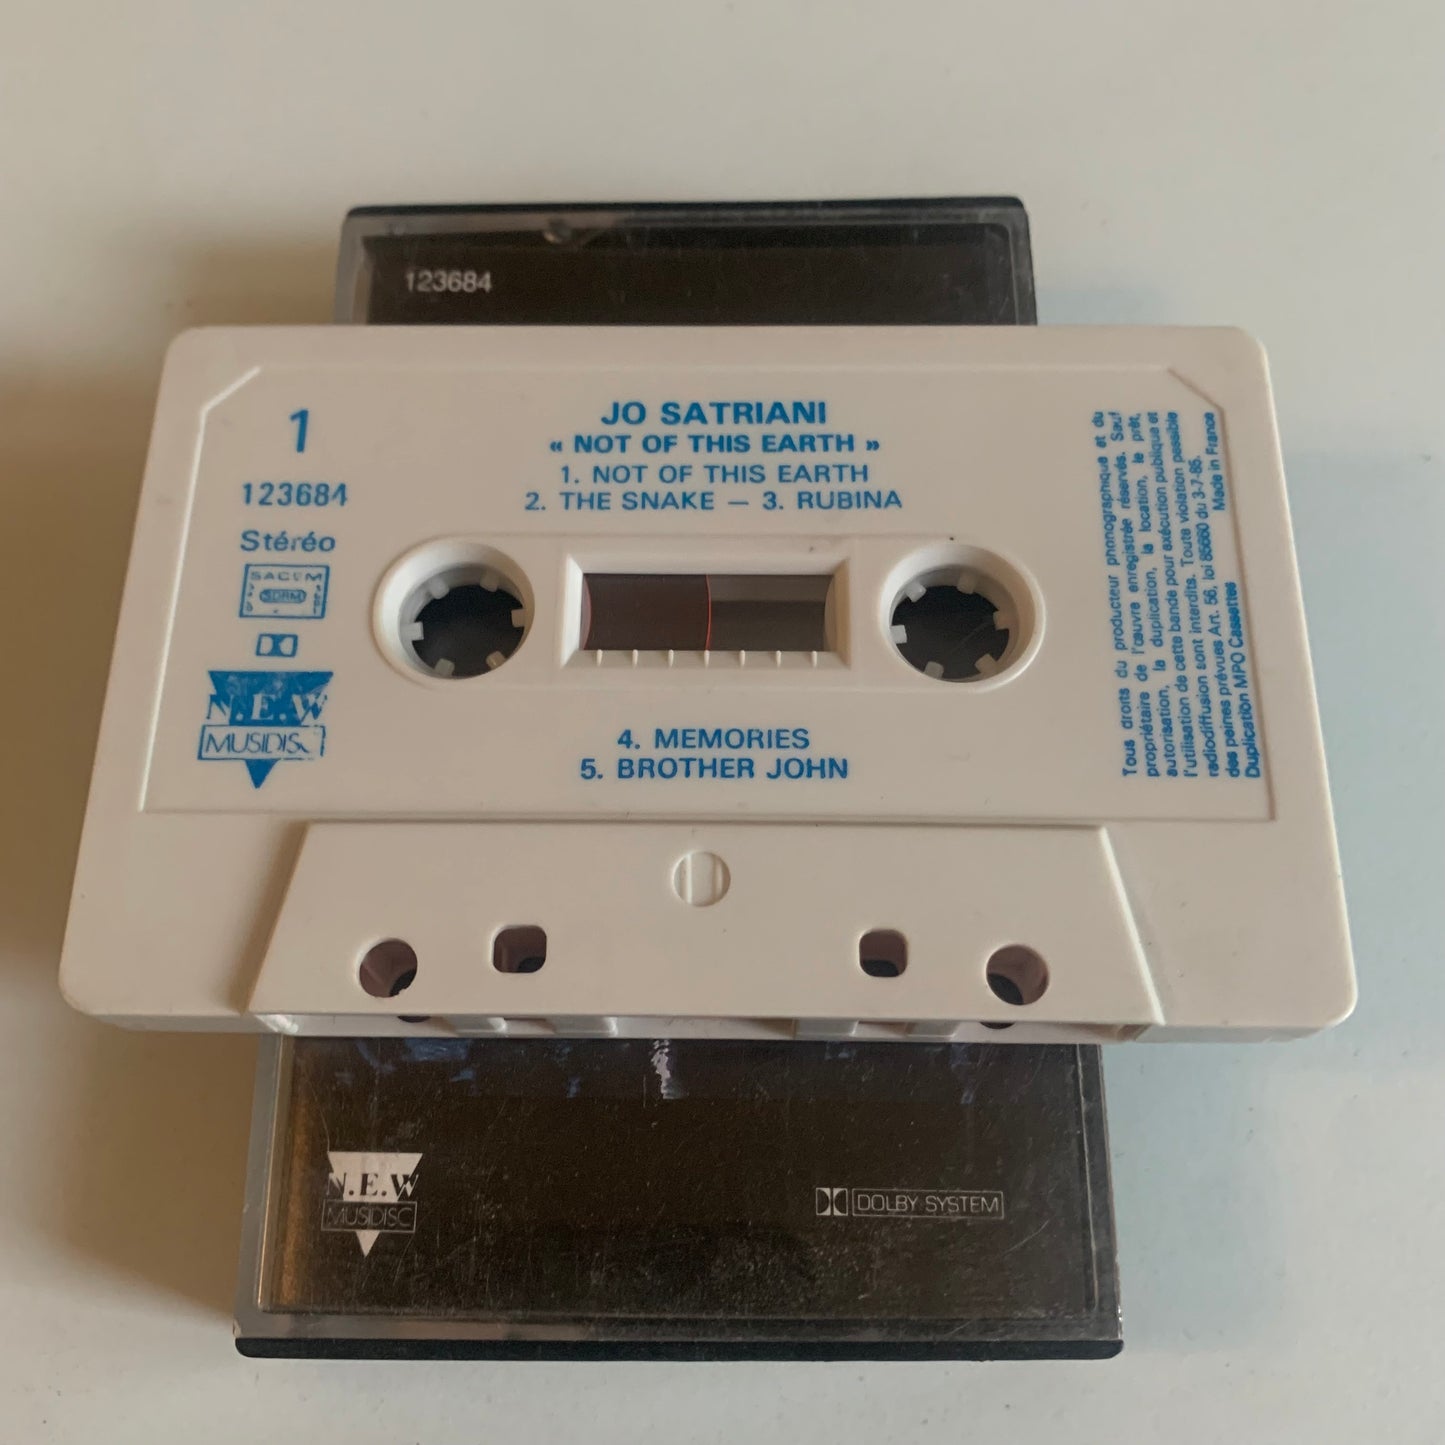 123684
1
123684
Stéréo
SACEM
SDRM
N.E.W
MUSIDISC
JO SATRIANI
« NOT OF THIS EARTH »
1. NOT OF THIS EARTH
2. THE SNAKE — 3. RUBINA
4. MEMORIES
5. BROTHER JOHN
Tous droits du producteur phonographique et du
propriétaire de l'œuvre enregistrée réservés. Sauf
autorisation, la duplication, la location, le prêt,
l'utilisation de cette bande pour exécution publique et
radiodiffusion sont interdits. Toute violation passible
des peines prévues Art. 56, loi 85660 du 3-7-85.
Duplication MPO Cassettes Made in France
N.E.W
MUSIDISC
DOLBY SYSTEM